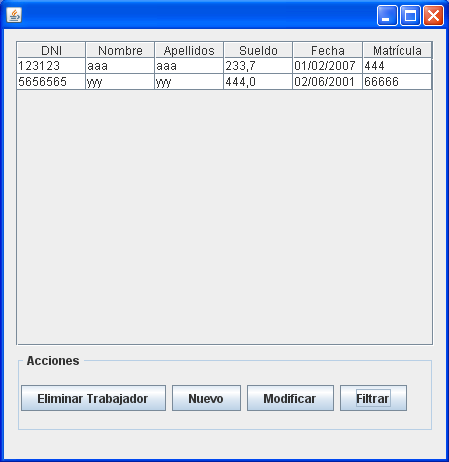 DNI Nombre Apellidos Sueldo Fecha Matrícula
123123 aaa aaa 233,7 01/02/2007 444
5656565 yyy yyy 444,0 02/06/2001 66666
Acciones
Eliminar Trabajador Nuevo Modificar Filtrar